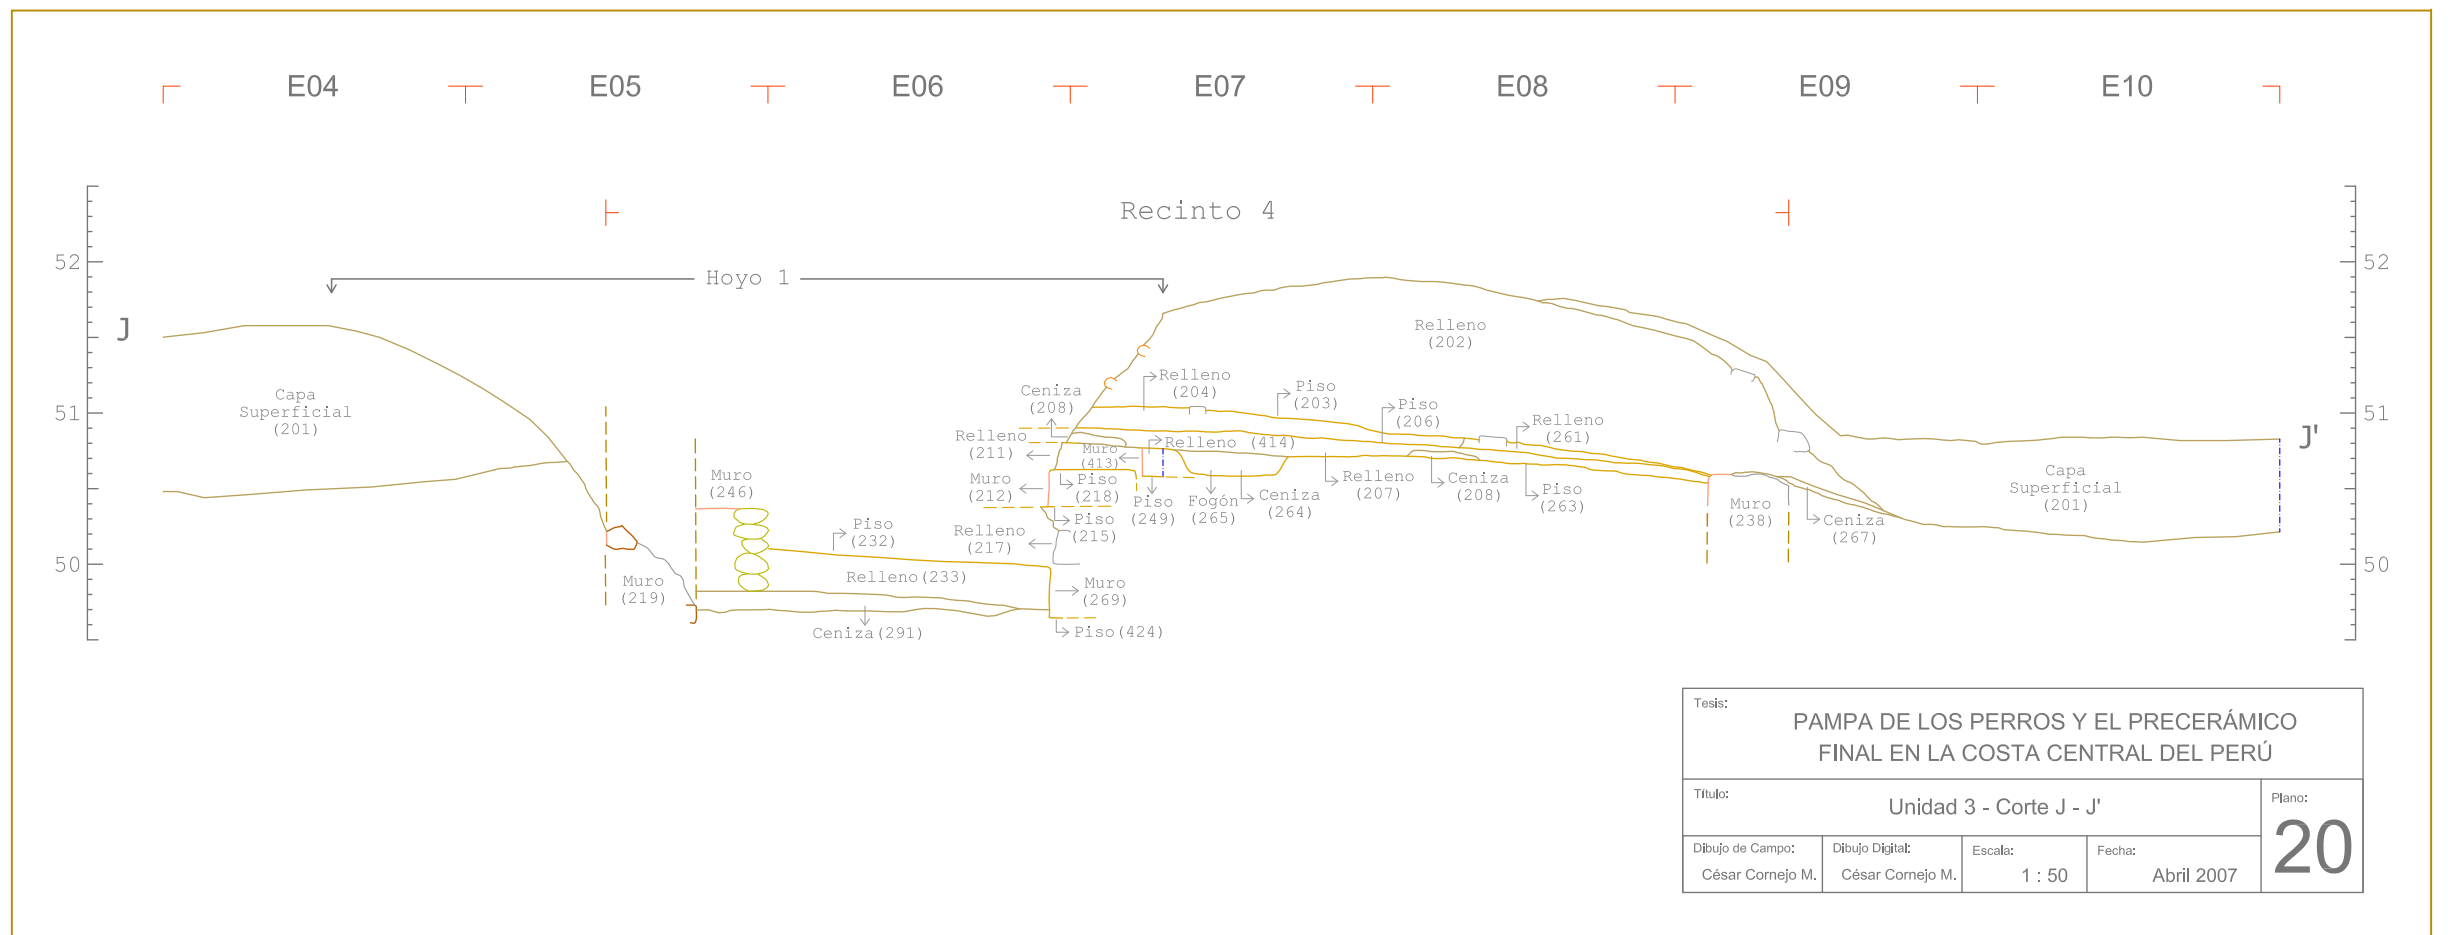 E04 E05 E06 E07 E08 E09 E10
Recinto 4
52 52
Hoyo 1
J
Relleno
(202)
Relleno
(204)
Piso
(203)
Ceniza
(208)
Piso
(206)
Capa
Superficial
(201)
51 51
Relleno
(261)
J'
Relleno
(211)
Relleno (414)
Muro
(413)
Muro
(246)
Muro
(212)
Piso
(218)
Piso
(249)
Fogón
(265)
Ceniza
(264)
Relleno
(207)
Ceniza
(208)
Piso
(263)
Muro
(238)
Ceniza
(267)
Capa
Superficial
(201)
Piso
(232)
Relleno
(217)
Piso
(215)
50 50
Muro
(219)
Relleno(233)
Muro
(269)
Ceniza(291)
Piso(424)
Tesis:
PAMPA DE LOS PERROS Y EL PRECERÁMICO
FINAL EN LA COSTA CENTRAL DEL PERÚ
Título:
Unidad 3 - Corte J - J'
Plano:
20
Dibujo de Campo:
César Cornejo M.
Dibujo Digital:
César Cornejo M.
Escala:
1 : 50
Fecha:
Abril 2007